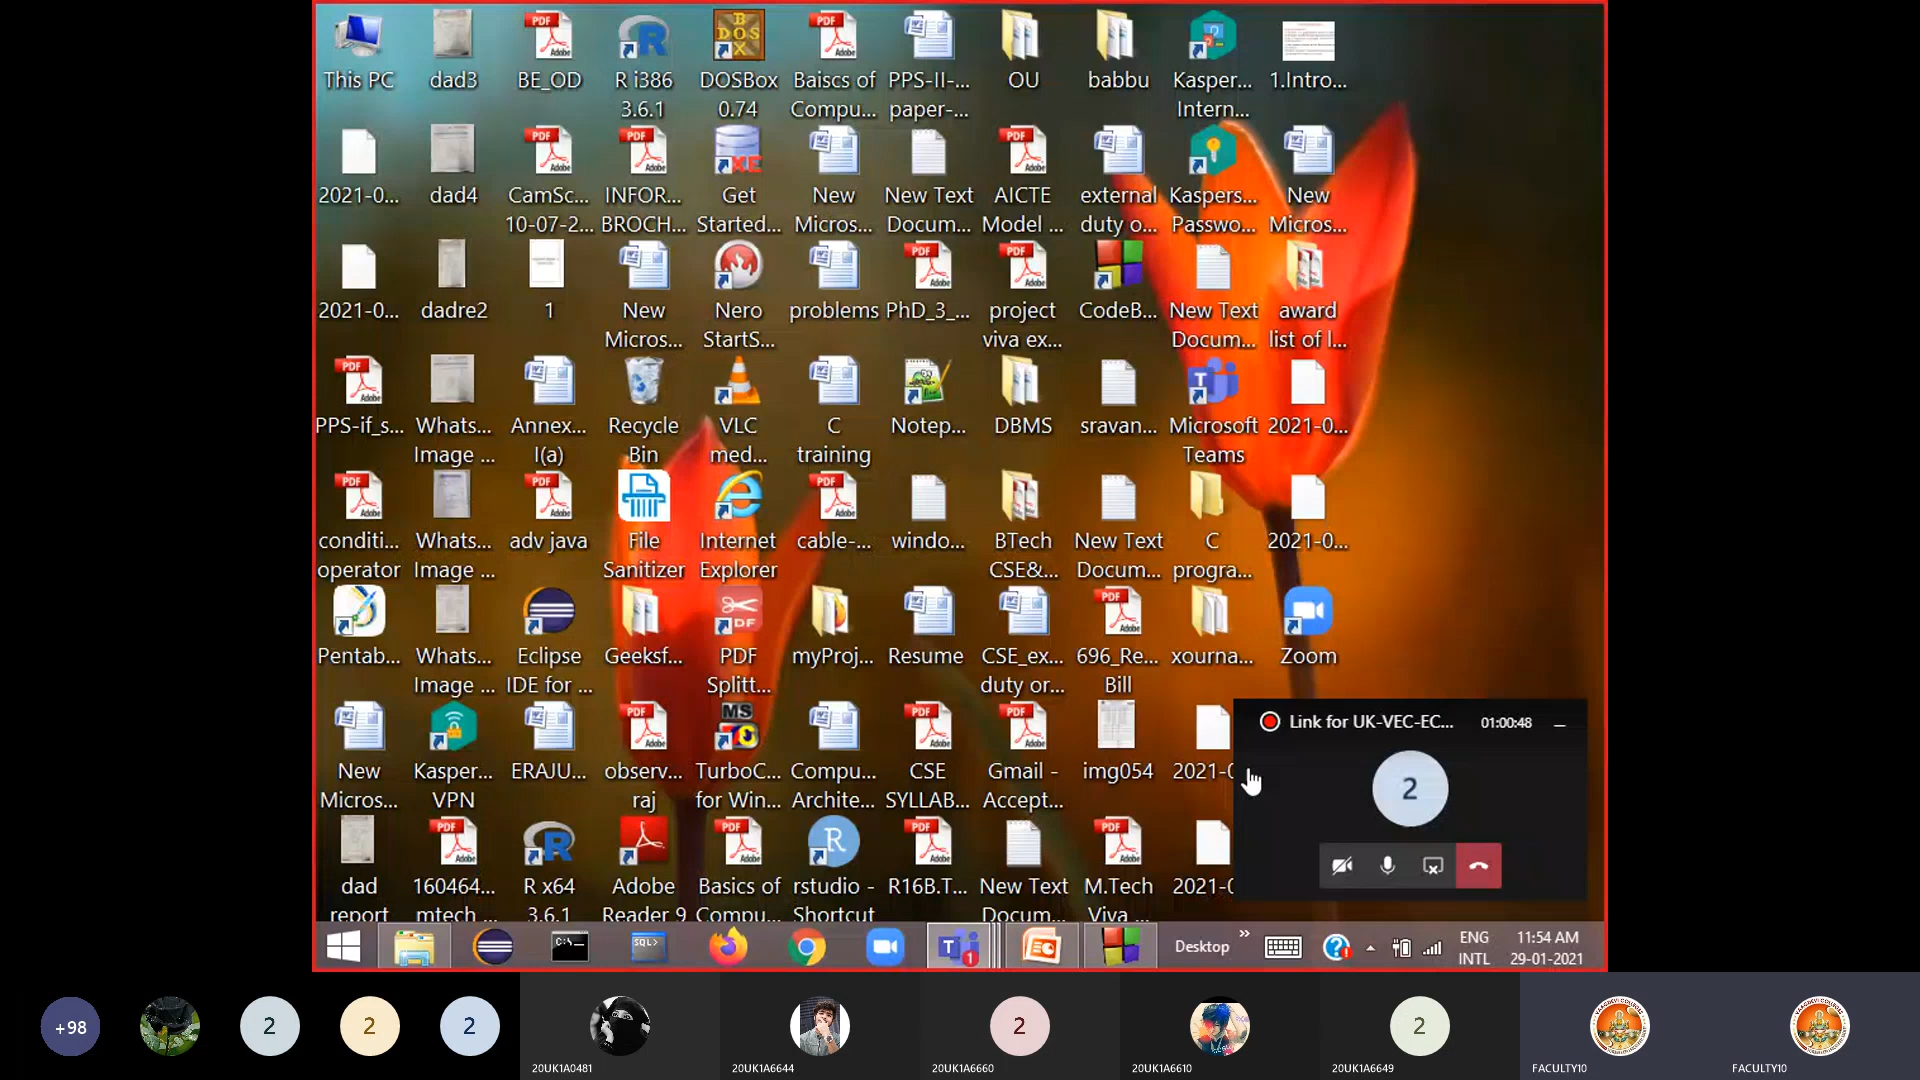 This PC
dad3
BE_OD
R i386
3.6.1
DOSBox
0.74
Baiscs of
Compu...
PPS-II-...
paper-...
OU
babbu
Kasper...
Intern...
1.Intro...
2021-0...
dad4
CamSc...
10-07-2...
INFOR...
BROCH...
Get
Started...
New
Micros...
New Text
Docum...
AICTE
Model ...
external
duty o...
Kaspers...
Passwo...
New
Micros...
2021-0...
dadre2
1
New
Micros...
Nero
StartS...
problems
PhD_3_...
project
viva ex...
CodeB...
New Text
Docum...
award
list of l...
PPS-if_s...
Whats...
Image ...
Annex...
I(a)
Recycle
Bin
VLC
med...
C
training
Notep...
DBMS
sravan...
Microsoft
Teams
2021-0...
conditi...
operator
Whats...
Image ...
adv java
File
Sanitizer
Internet
Explorer
cable-...
windo...
BTech
CSE&...
New Text
Docum...
C
progra...
2021-0...
Pentab...
Whats...
Image ...
Eclipse
IDE for ...
Geeksf...
PDF
Splitt...
myProj...
Resume
CSE_ex...
duty or...
696_Re...
Bill
xourna...
Zoom
New
Micros...
Kasper...
VPN
ERAJU...
observ...
raj
TurboC...
for Win...
Compu...
Archite...
CSE
SYLLAB...
Gmail -
Accept...
img054
2021-0
Link for UK-VEC-EC...
01:00:48
2
dad
report
160464...
mtech ...
R x64
3.6.1
Adobe
Reader 9
Basics of
Compu...
rstudio -
Shortcut
R16B.T...
New Text
Docum...
M.Tech
Viva ...
2021-0
Desktop
ENG
INTL
11:54 AM
29-01-2021
+98
2
2
2
20UK1A0481
20UK1A6644
2
20UK1A6660
20UK1A6610
2
20UK1A6649
FACULTY10
FACULTY10